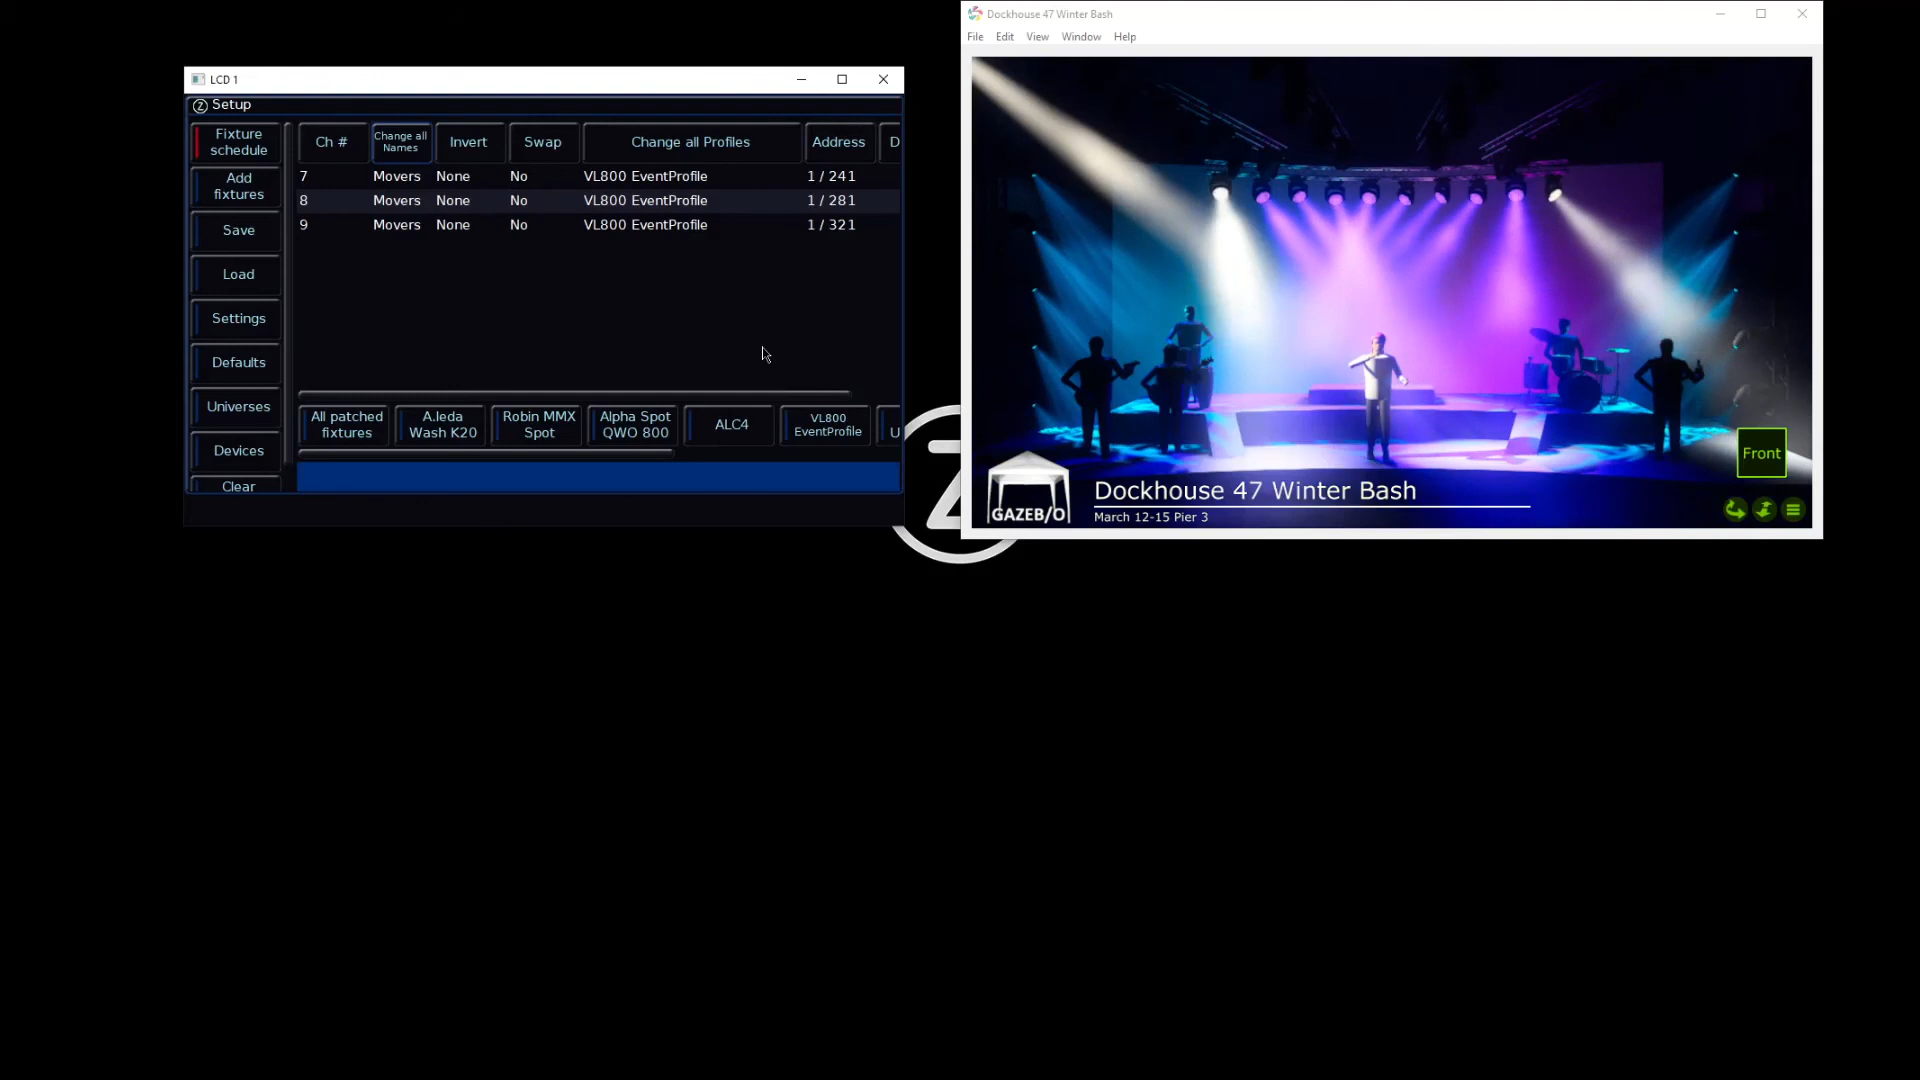 LCD 1
Setup
Fixture
schedule
Add
fixtures
Save
Load
Settings
Defaults
Universes
Devices
Clear
Ch # Change all Names Invert Swap Change all Profiles Address D
7 Movers None No VL800 EventProfile 1 / 241
8 Movers None No VL800 EventProfile 1 / 281
9 Movers None No VL800 EventProfile 1 / 321
All patched
fixtures
A.leda
Wash K20
Robin MMX
Spot
Alpha Spot
QWO 800
ALC4
VL800
EventProfile
U
Dockhouse 47 Winter Bash
File Edit View Window Help
Front
GAZEB/O
Dockhouse 47 Winter Bash
March 12-15 Pier 3